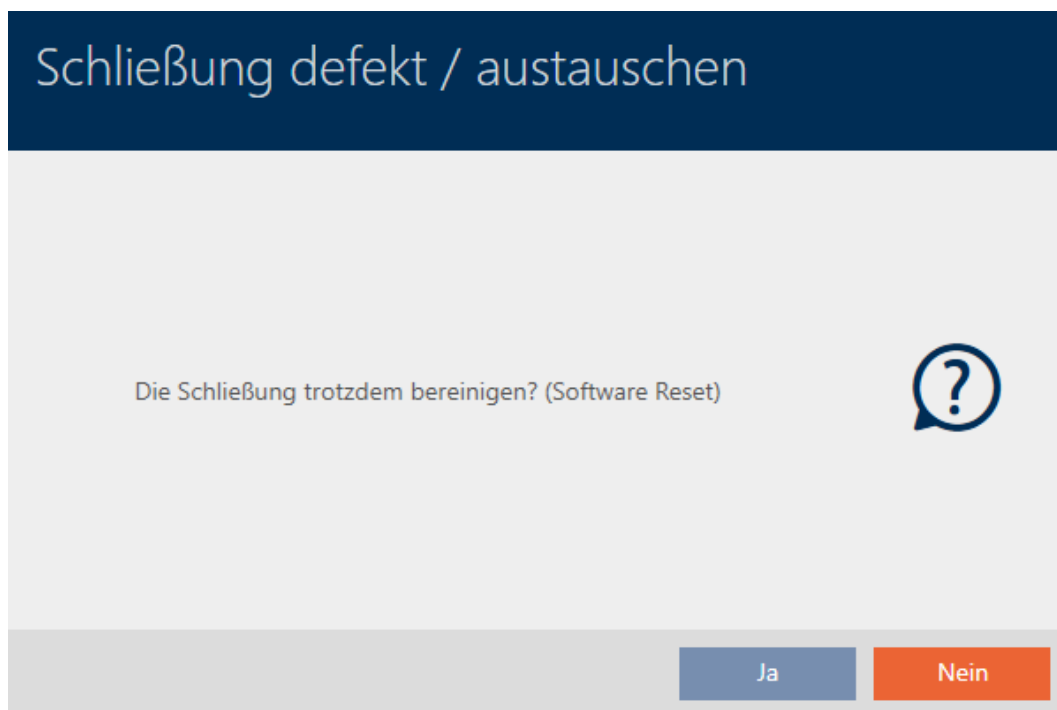 Schließung defekt / austauschen
Die Schließung trotzdem bereinigen? (Software Reset)
?
Ja
Nein